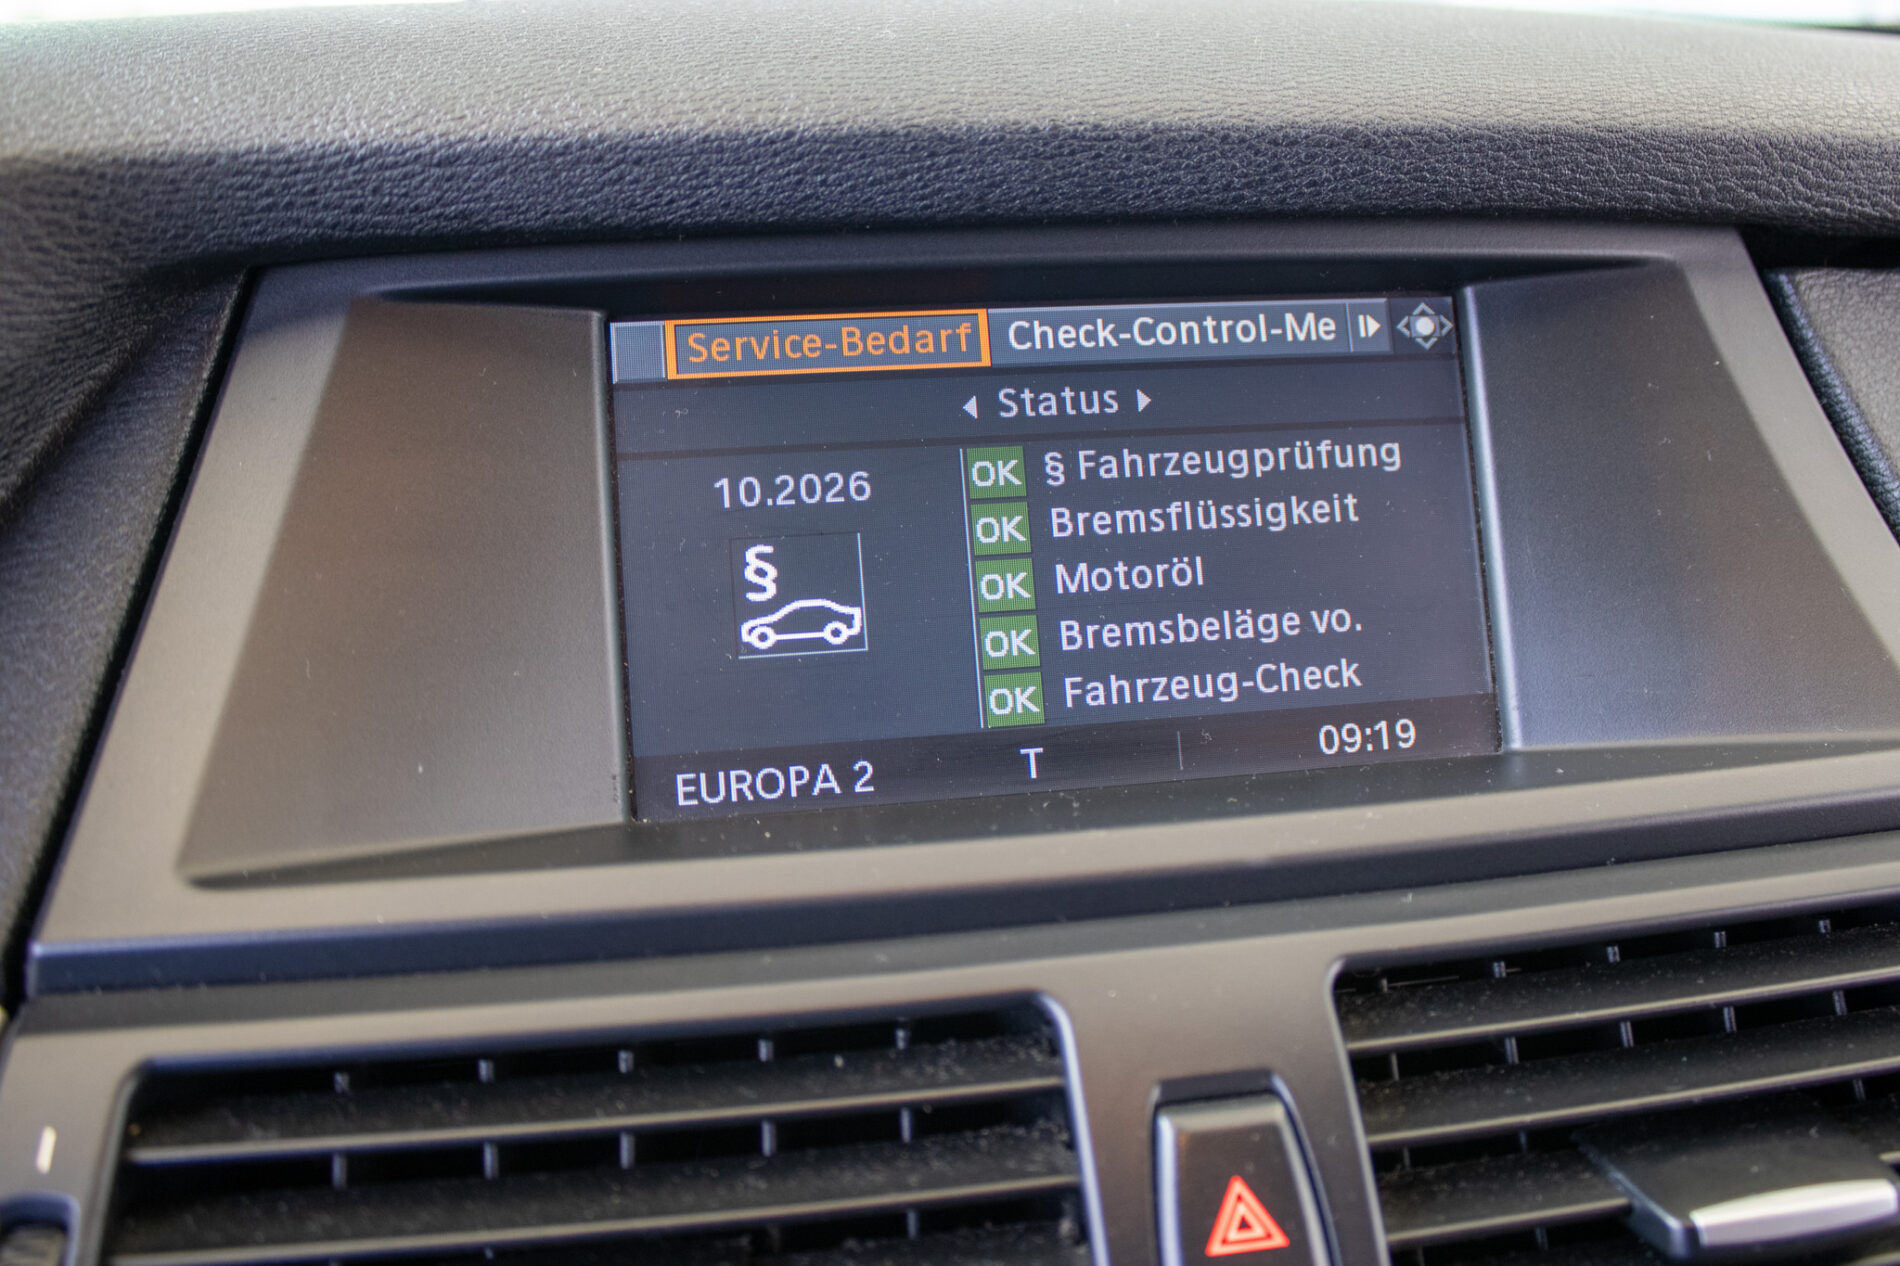 Service-Bedarf Check-Control-Me
Status
10.2026
§
OK § Fahrzeugprüfung
OK Bremsflüssigkeit
OK Motoröl
OK Bremsbeläge vo.
OK Fahrzeug-Check
EUROPA 2 T 09:19